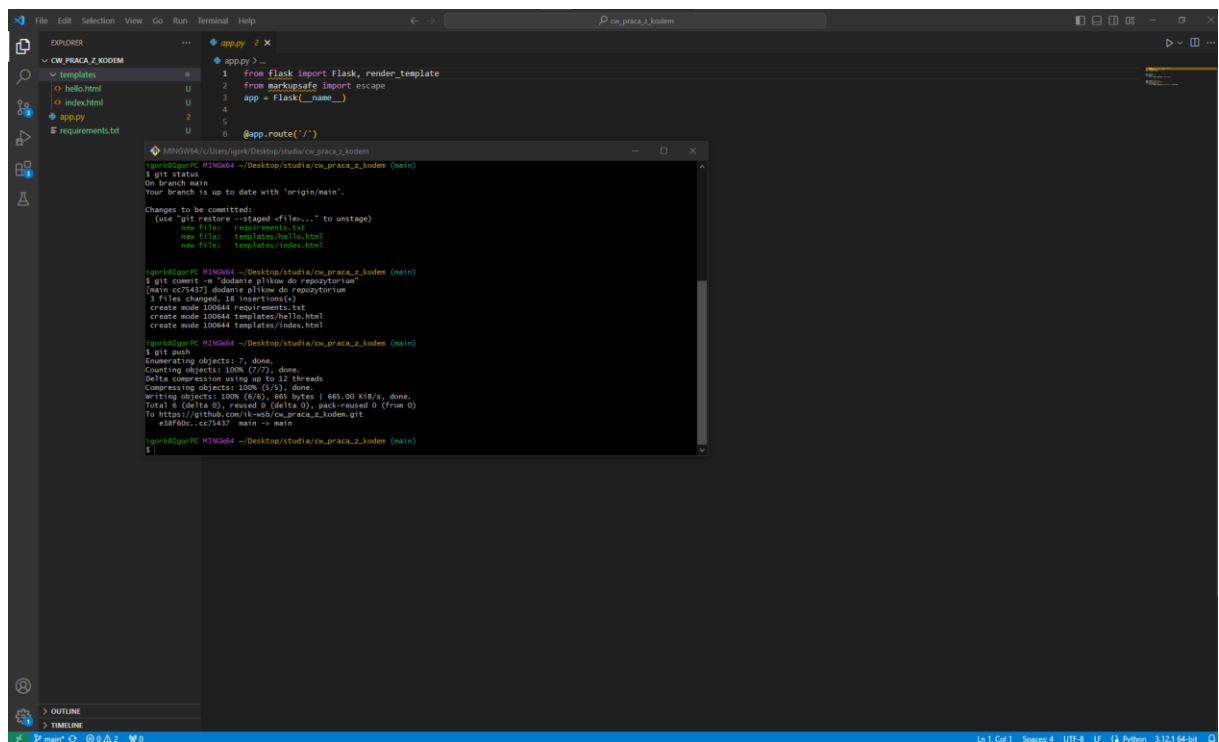 File Edit Selection View Go Run Terminal Help
cw_praca_z_kodem
EXPLORER
CW_PRACA_Z_KODEM
templates
hello.html U
index.html U
app.py 2
requirements.txt U
app.py 2
app.py > ...
1 from flask import Flask, render_template
2 from markupsafe import escape
3 app = Flask(__name__)
4
5
6 @app.route('/')
MINGW64:/c/Users/igork/Desktop/studia/cw_praca_z_kodem
igork@IgorPC MINGW64 ~/Desktop/studia/cw_praca_z_kodem (main)
$ git status
On branch main
Your branch is up to date with 'origin/main'.
Changes to be committed:
(use "git restore --staged <file>..." to unstage)
new file: requirements.txt
new file: templates/hello.html
new file: templates/index.html
igork@IgorPC MINGW64 ~/Desktop/studia/cw_praca_z_kodem (main)
$ git commit -m "dodanie plikow do repozytorium"
[main cc75437] dodanie plikow do repozytorium
3 files changed, 18 insertions(+)
create mode 100644 requirements.txt
create mode 100644 templates/hello.html
create mode 100644 templates/index.html
igork@IgorPC MINGW64 ~/Desktop/studia/cw_praca_z_kodem (main)
$ git push
Enumerating objects: 7, done.
Counting objects: 100% (7/7), done.
Delta compression using up to 12 threads
Compressing objects: 100% (5/5), done.
Writing objects: 100% (6/6), 665 bytes | 665.00 KiB/s, done.
Total 6 (delta 0), reused 0 (delta 0), pack-reused 0 (from 0)
To https://github.com/ik-wsb/cw_praca_z_kodem.git
e38f60c..cc75437 main -> main
igork@IgorPC MINGW64 ~/Desktop/studia/cw_praca_z_kodem (main)
$
OUTLINE
TIMELINE
main* 0 2 0 Ln 1, Col 1 Spaces: 4 UTF-8 LF Python 3.12.1 64-bit